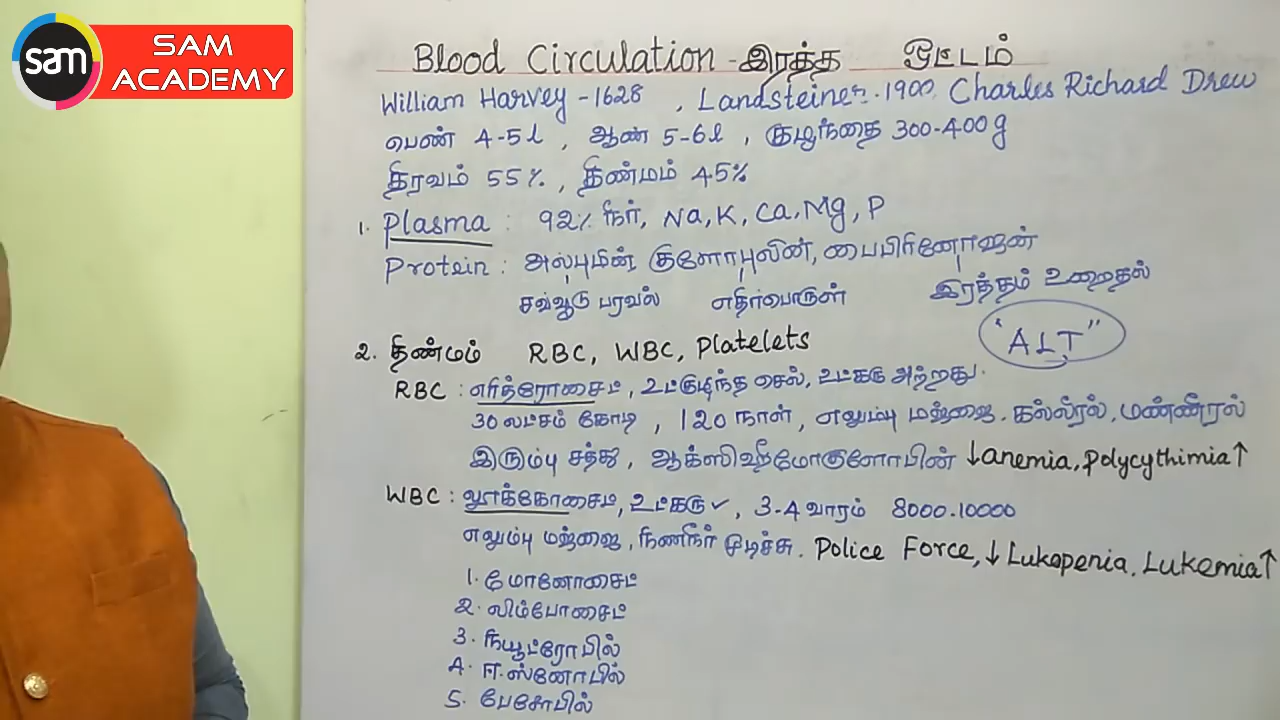 sam
SAM
ACADEMY
Blood Circulation - இரத்த ஓட்டம்
William Harvey - 1628 , Landsteiner. 1900, Charles Richard Drew
பெண் 4-5 l , ஆண் 5-6 l , குழந்தை 300-400 g
திரவம் 55% , திண்மம் 45%
1. Plasma : 92% நீர், Na, K, Ca, Mg, P
Protein : அல்புமின் குளோபுலின், பைபிரினோஜன்
சவ்வூடு பரவல் எதிர்பொருள் இரத்தம் உறைதல்
2. திண்மம் RBC, WBC, Platelets
"ALT"
RBC : எரித்ரோசைட், உட்குழிந்த செல், உட்கரு அற்றது.
30 லட்சம் கோடி , 120 நாள் , எலும்பு மஜ்ஜை. கல்லீரல், மண்ணீரல்
இரும்பு சத்து , ஆக்ஸிஹீமோகுளோபின் ↓anemia, polycythimia↑
WBC : லூக்கோசைட், உட்கரு ✓ , 3-4 வாரம் 8000-10000
எலும்பு மஜ்ஜை , நிணநீர் முடிச்சு. Police Force, ↓ Lukopenia, Lukemia↑
1. மோனோசைட்
2. லிம்போசைட்
3. நியூட்ரோபில்
4. ஈ.ஸ்னோபில்
5. பேசோபில்